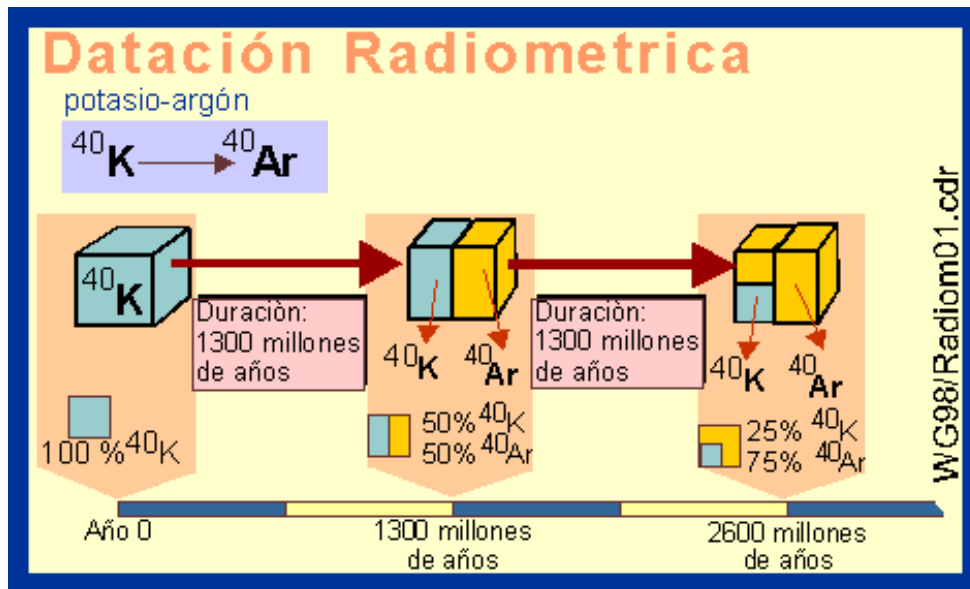 Datación Radiometrica
potasio-argón
40K → 40Ar
40K
Duraciòn:
1300 millones
de años
40K 40Ar
Duraciòn:
1300 millones
de años
40K 40Ar
100 % 40K
50% 40K
50% 40Ar
25% 40K
75% 40Ar
Año 0
1300 millones
de años
2600 millones
de años
WG98/Radiom01.cdr